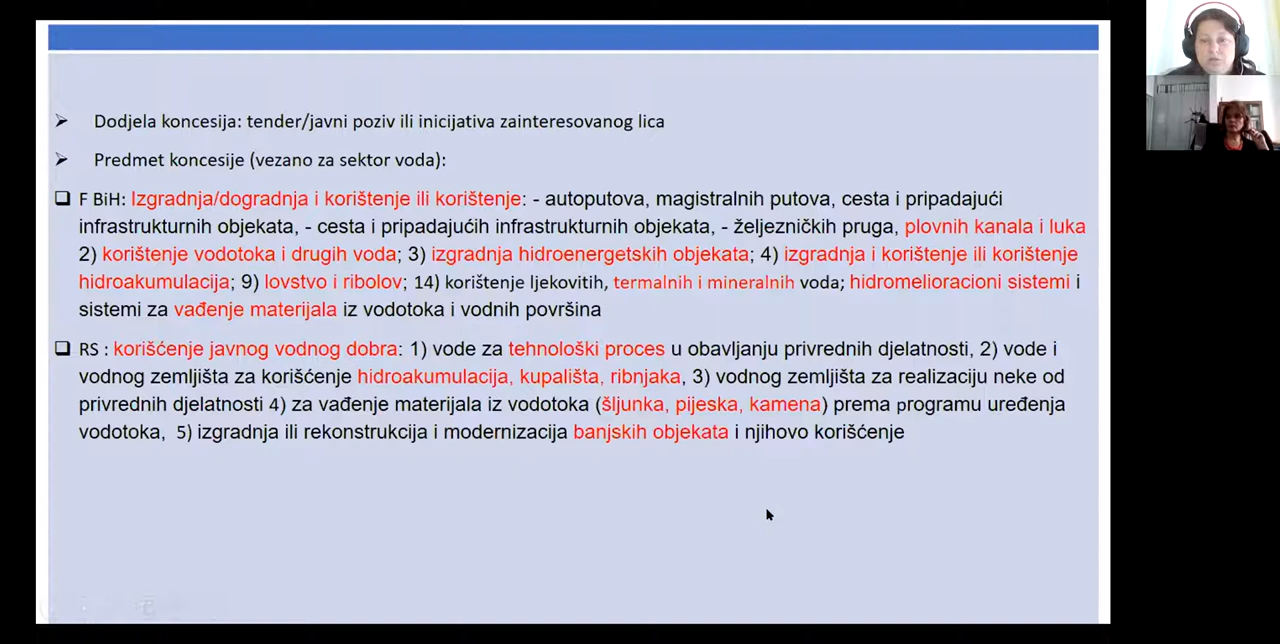 ➢ Dodjela koncesija: tender/javni poziv ili inicijativa zainteresovanog lica
➢ Predmet koncesije (vezano za sektor voda):
❑ F BiH: Izgradnja/dogradnja i korištenje ili korištenje: - autoputova, magistralnih putova, cesta i pripadajući
infrastrukturnih objekata, - cesta i pripadajućih infrastrukturnih objekata, - željezničkih pruga, plovnih kanala i luka
2) korištenje vodotoka i drugih voda; 3) izgradnja hidroenergetskih objekata; 4) izgradnja i korištenje ili korištenje
hidroakumulacija; 9) lovstvo i ribolov; 14) korištenje ljekovitih, termalnih i mineralnih voda; hidromelioracioni sistemi i
sistemi za vađenje materijala iz vodotoka i vodnih površina
❑ RS : korišćenje javnog vodnog dobra: 1) vode za tehnološki proces u obavljanju privrednih djelatnosti, 2) vode i
vodnog zemljišta za korišćenje hidroakumulacija, kupališta, ribnjaka, 3) vodnog zemljišta za realizaciju neke od
privrednih djelatnosti 4) za vađenje materijala iz vodotoka (šljunka, pijeska, kamena) prema programu uređenja
vodotoka, 5) izgradnja ili rekonstrukcija i modernizacija banjskih objekata i njihovo korišćenje